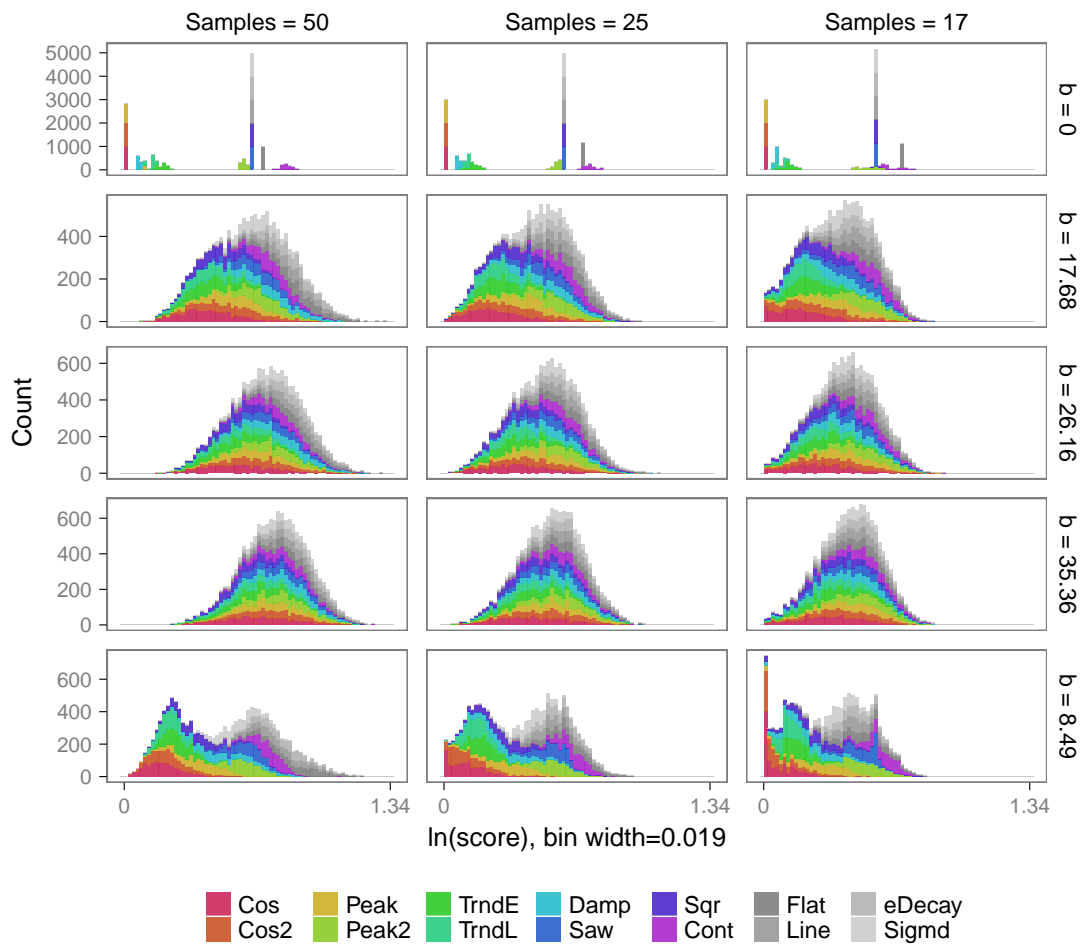 Samples = 50 Samples = 25 Samples = 17
5000
4000
3000
2000
1000
0
b = 0
400
200
0
b = 17.68
600
400
200
0
b = 26.16
600
400
200
0
b = 35.36
600
400
200
0
b = 8.49
Count
0 1.34 0 1.34 0 1.34
ln(score), bin width=0.019
Cos Peak TrndE Damp Sqr Flat eDecay
Cos2 Peak2 TrndL Saw Cont Line Sigmd